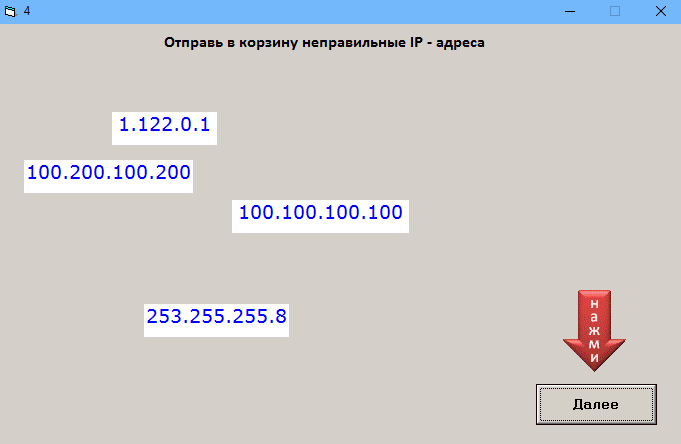 4
Отправь в корзину неправильные IP - адреса
1.122.0.1
100.200.100.200
100.100.100.100
253.255.255.8
нажми
Далее